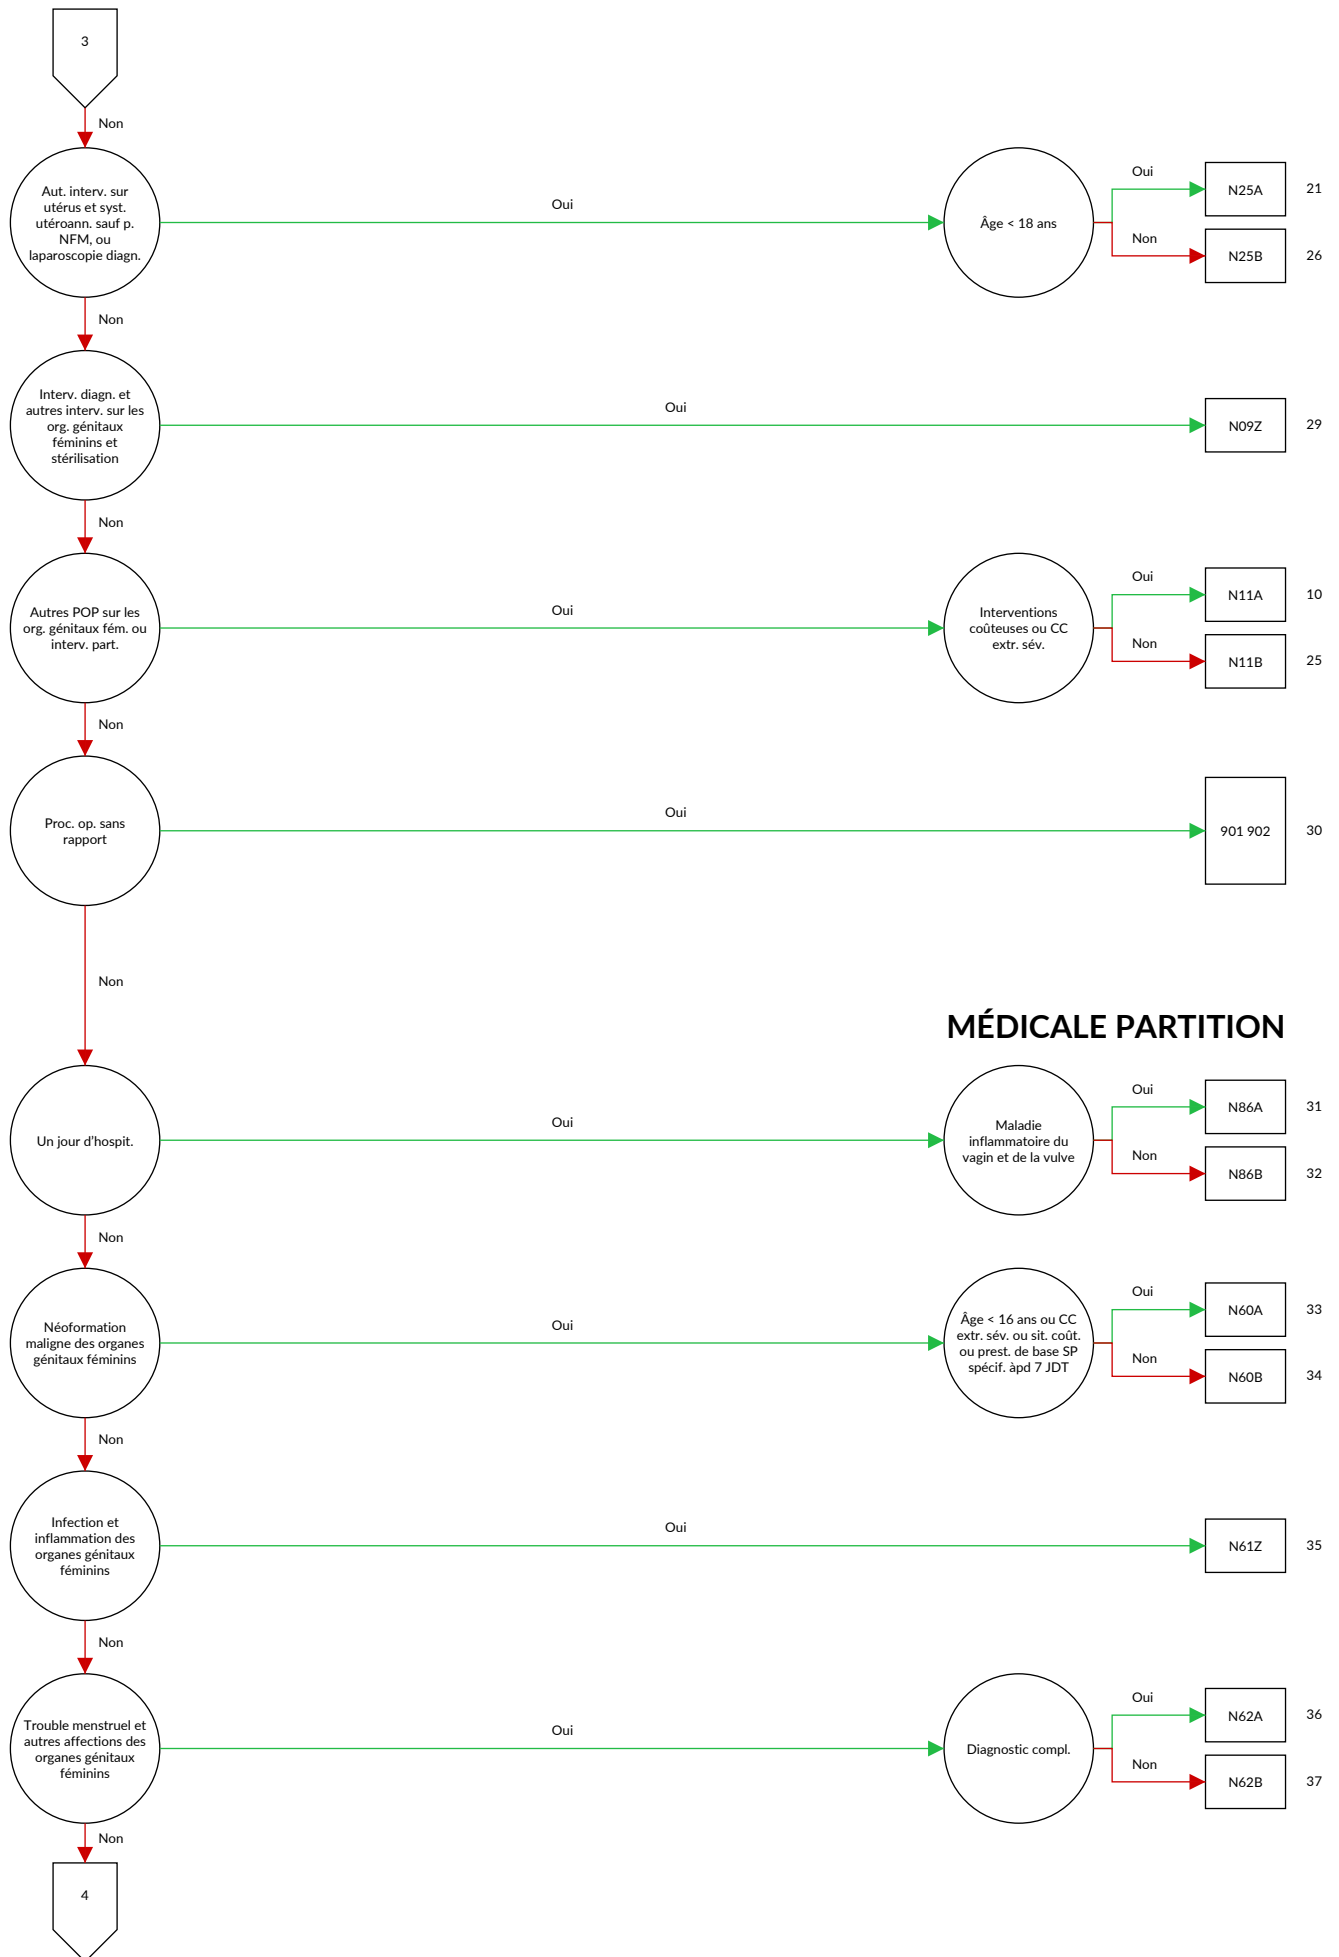 3
Non
Aut. interv. sur
utérus et syst.
utéroann. sauf p.
NFM, ou
laparoscopie diagn.
Oui
Âge < 18 ans
Oui
N25A
21
Non
N25B
26
Non
Interv. diagn. et
autres interv. sur les
org. génitaux
féminins et
stérilisation
Oui
N09Z
29
Non
Autres POP sur les
org. génitaux fém. ou
interv. part.
Oui
Interventions
coûteuses ou CC
extr. sév.
Oui
N11A
10
Non
N11B
25
Non
Proc. op. sans
rapport
Oui
901 902
30
Non
MÉDICALE PARTITION
Un jour d'hospit.
Oui
Maladie
inflammatoire du
vagin et de la vulve
Oui
N86A
31
Non
N86B
32
Non
Néoformation
maligne des organes
génitaux féminins
Oui
Âge < 16 ans ou CC
extr. sév. ou sit. coût.
ou prest. de base SP
spécif. àpd 7 JDT
Oui
N60A
33
Non
N60B
34
Non
Infection et
inflammation des
organes génitaux
féminins
Oui
N61Z
35
Non
Trouble menstruel et
autres affections des
organes génitaux
féminins
Oui
Diagnostic compl.
Oui
N62A
36
Non
N62B
37
Non
4